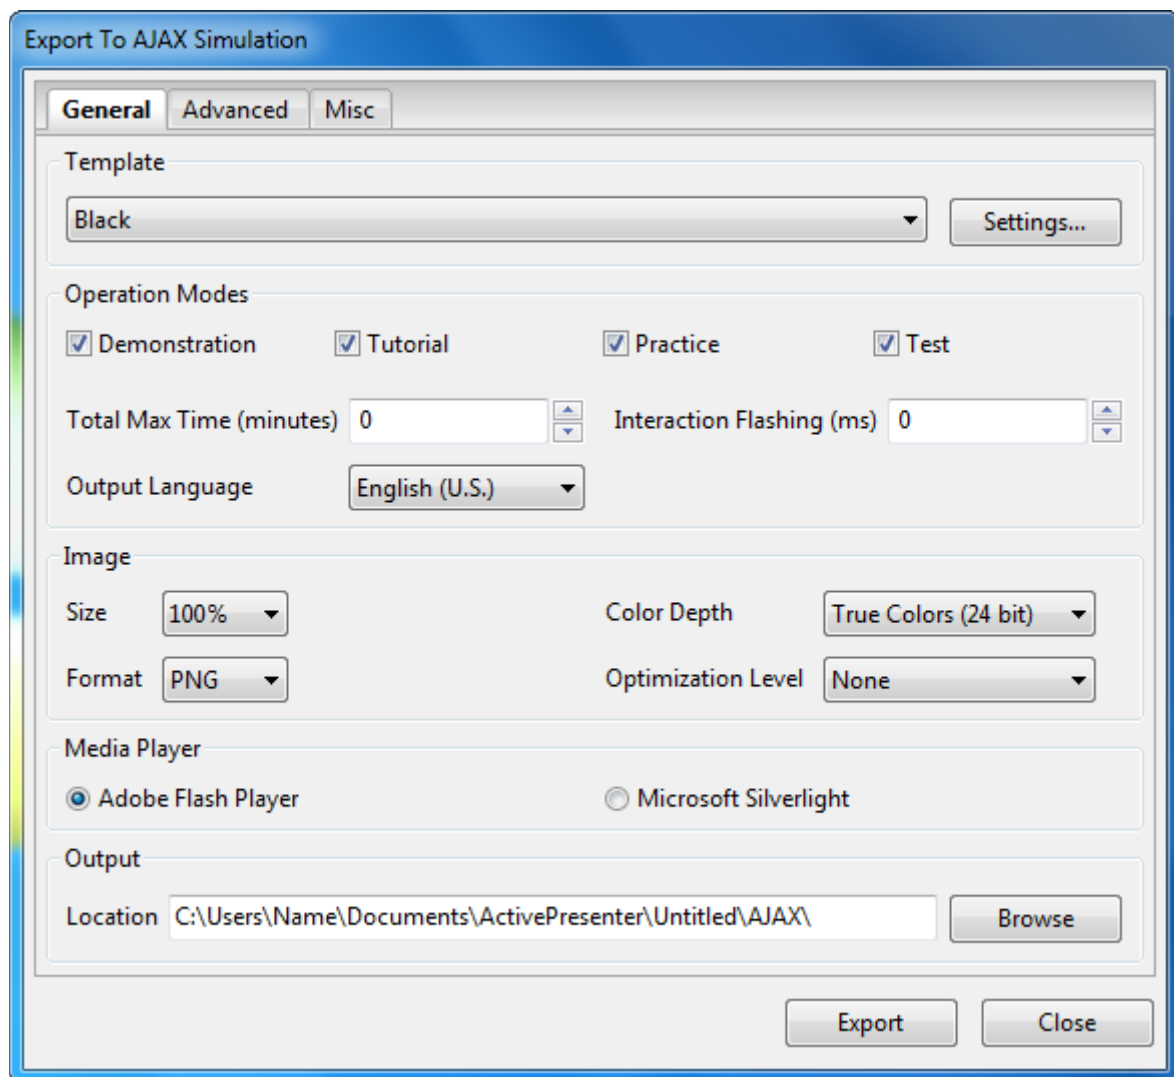 Export To AJAX Simulation
General Advanced Misc
Template
Black Settings...
Operation Modes
Demonstration Tutorial Practice Test
Total Max Time (minutes) 0 Interaction Flashing (ms) 0
Output Language English (U.S.)
Image
Size 100% Color Depth True Colors (24 bit)
Format PNG Optimization Level None
Media Player
Adobe Flash Player Microsoft Silverlight
Output
Location C:\Users\Name\Documents\ActivePresenter\Untitled\AJAX\ Browse
Export Close